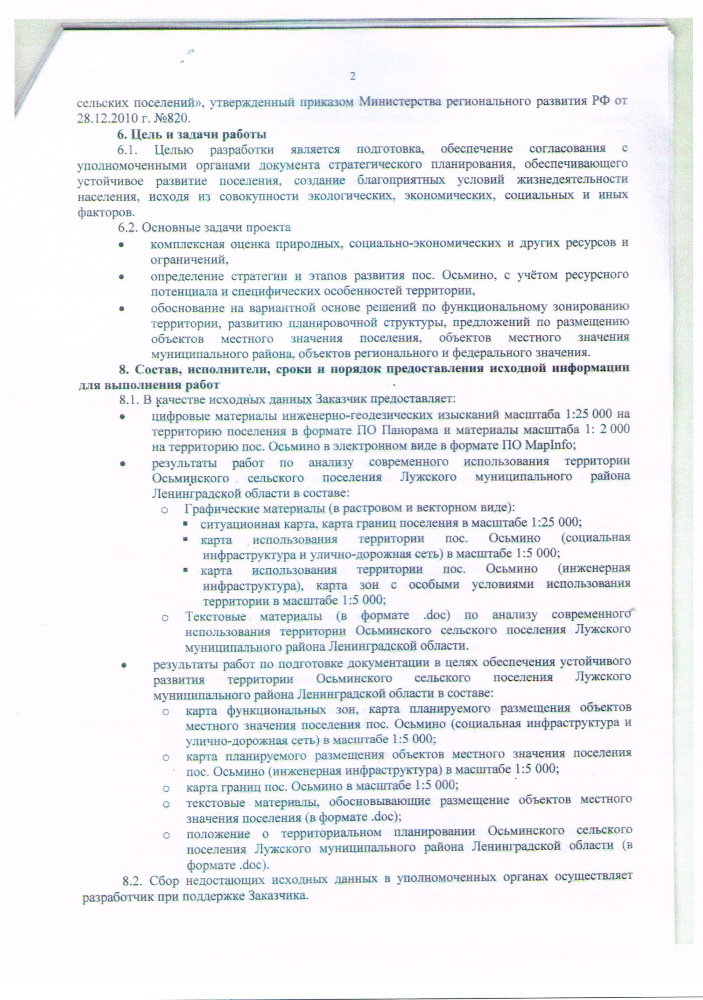 2
сельских поселений», утвержденный приказом Министерства регионального развития РФ от
28.12.2010 г. №820.
6. Цель и задачи работы
6.1. Целью разработки является подготовка, обеспечение согласования с
уполномоченными органами документа стратегического планирования, обеспечивающего
устойчивое развитие поселения, создание благоприятных условий жизнедеятельности
населения, исходя из совокупности экологических, экономических, социальных и иных
факторов.
6.2. Основные задачи проекта
• комплексная оценка природных, социально-экономических и других ресурсов и
ограничений,
• определение стратегии и этапов развития пос. Осьмино, с учётом ресурсного
потенциала и специфических особенностей территории,
• обоснование на вариантной основе решений по функциональному зонированию
территории, развитию планировочной структуры, предложений по размещению
объектов местного значения поселения, объектов местного значения
муниципального района, объектов регионального и федерального значения.
8. Состав, исполнители, сроки и порядок предоставления исходной информации
для выполнения работ
8.1. В качестве исходных данных Заказчик предоставляет:
• цифровые материалы инженерно-геодезических изысканий масштаба 1:25 000 на
территорию поселения в формате ПО Панорама и материалы масштаба 1: 2 000
на территорию пос. Осьмино в электронном виде в формате ПО MapInfo;
• результаты работ по анализу современного использования территории
Осьминского сельского поселения Лужского муниципального района
Ленинградской области в составе:
o Графические материалы (в растровом и векторном виде):
▪ ситуационная карта, карта границ поселения в масштабе 1:25 000;
▪ карта использования территории пос. Осьмино (социальная
инфраструктура и улично-дорожная сеть) в масштабе 1:5 000;
▪ карта использования территории пос. Осьмино (инженерная
инфраструктура), карта зон с особыми условиями использования
территории в масштабе 1:5 000;
o Текстовые материалы (в формате .doc) по анализу современного
использования территории Осьминского сельского поселения Лужского
муниципального района Ленинградской области.
• результаты работ по подготовке документации в целях обеспечения устойчивого
развития территории Осьминского сельского поселения Лужского
муниципального района Ленинградской области в составе:
o карта функциональных зон, карта планируемого размещения объектов
местного значения поселения пос. Осьмино (социальная инфраструктура и
улично-дорожная сеть) в масштабе 1:5 000;
o карта планируемого размещения объектов местного значения поселения
пос. Осьмино (инженерная инфраструктура) в масштабе 1:5 000;
o карта границ пос. Осьмино в масштабе 1:5 000;
o текстовые материалы, обосновывающие размещение объектов местного
значения поселения (в формате .doc);
o положение о территориальном планировании Осьминского сельского
поселения Лужского муниципального района Ленинградской области (в
формате .doc).
8.2. Сбор недостающих исходных данных в уполномоченных органах осуществляет
разработчик при поддержке Заказчика.